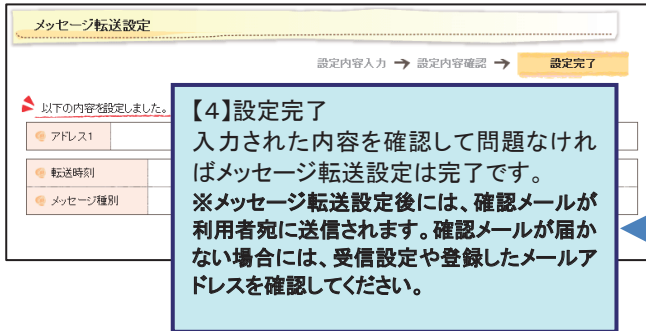 メッセージ転送設定
設定内容入力 ➔ 設定内容確認 ➔ 設定完了
以下の内容を設定しました。
アドレス1
転送時刻
メッセージ種別
【4】設定完了
入力された内容を確認して問題なけれ
ばメッセージ転送設定は完了です。
※メッセージ転送設定後には、確認メールが
利用者宛に送信されます。確認メールが届か
ない場合には、受信設定や登録したメールア
ドレスを確認してください。